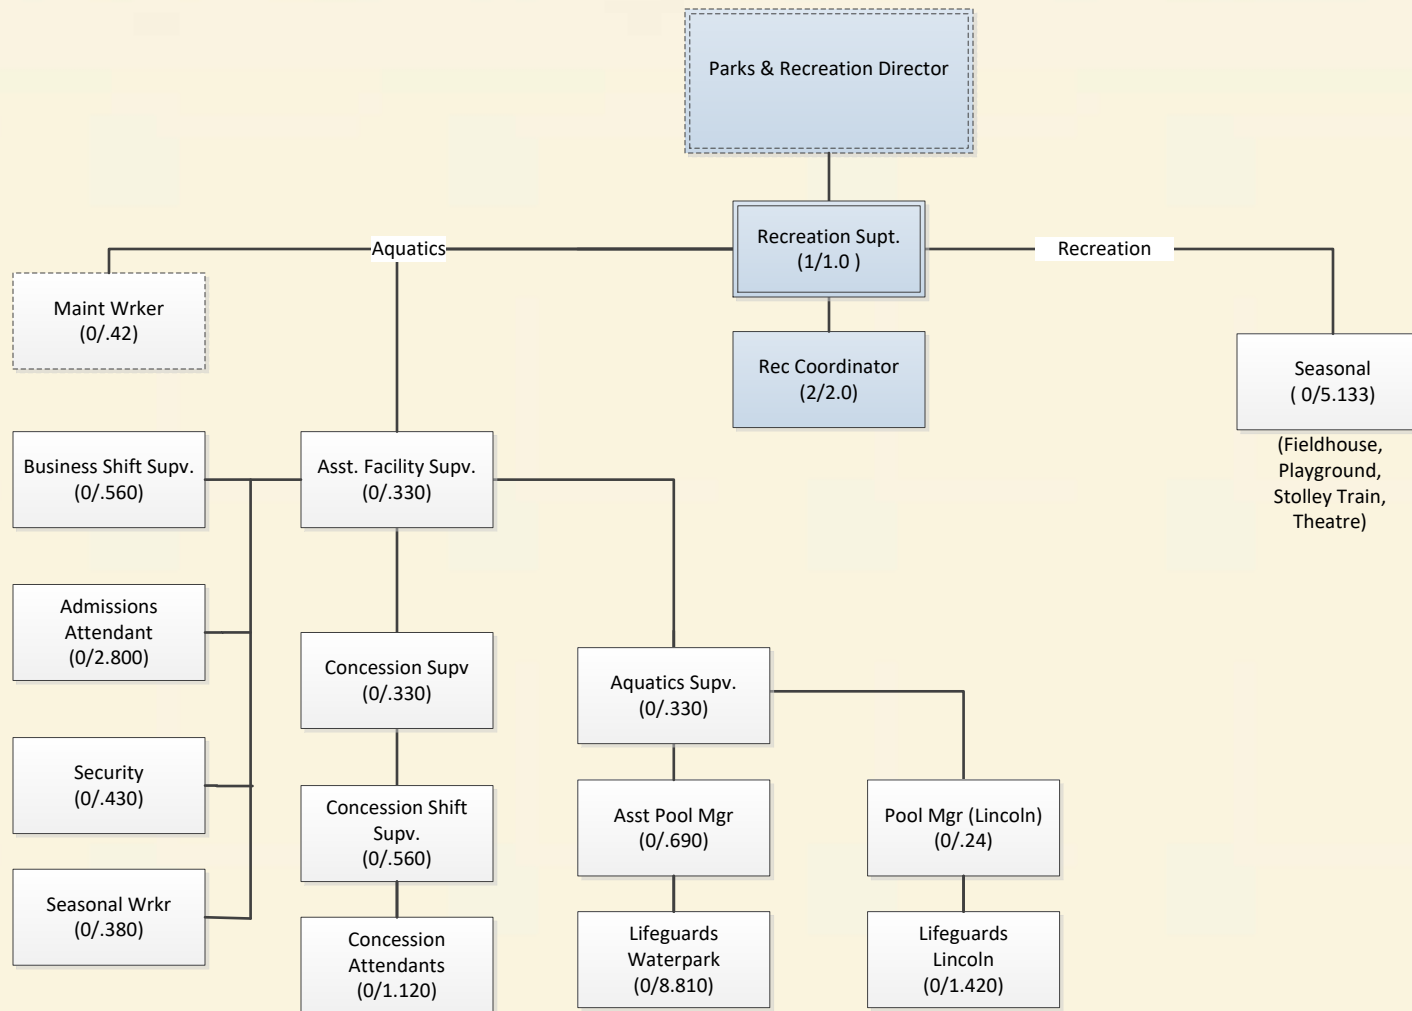 Parks & Recreation Director
Recreation Supt.
(1/1.0 )
Aquatics
Recreation
Maint Wrker
(0/.42)
Rec Coordinator
(2/2.0)
Seasonal
( 0/5.133)
(Fieldhouse,
Playground,
Stolley Train,
Theatre)
Business Shift Supv.
(0/.560)
Asst. Facility Supv.
(0/.330)
Admissions
Attendant
(0/2.800)
Concession Supv
(0/.330)
Aquatics Supv.
(0/.330)
Security
(0/.430)
Concession Shift
Supv.
(0/.560)
Asst Pool Mgr
(0/.690)
Pool Mgr (Lincoln)
(0/.24)
Seasonal Wrkr
(0/.380)
Concession
Attendants
(0/1.120)
Lifeguards
Waterpark
(0/8.810)
Lifeguards
Lincoln
(0/1.420)